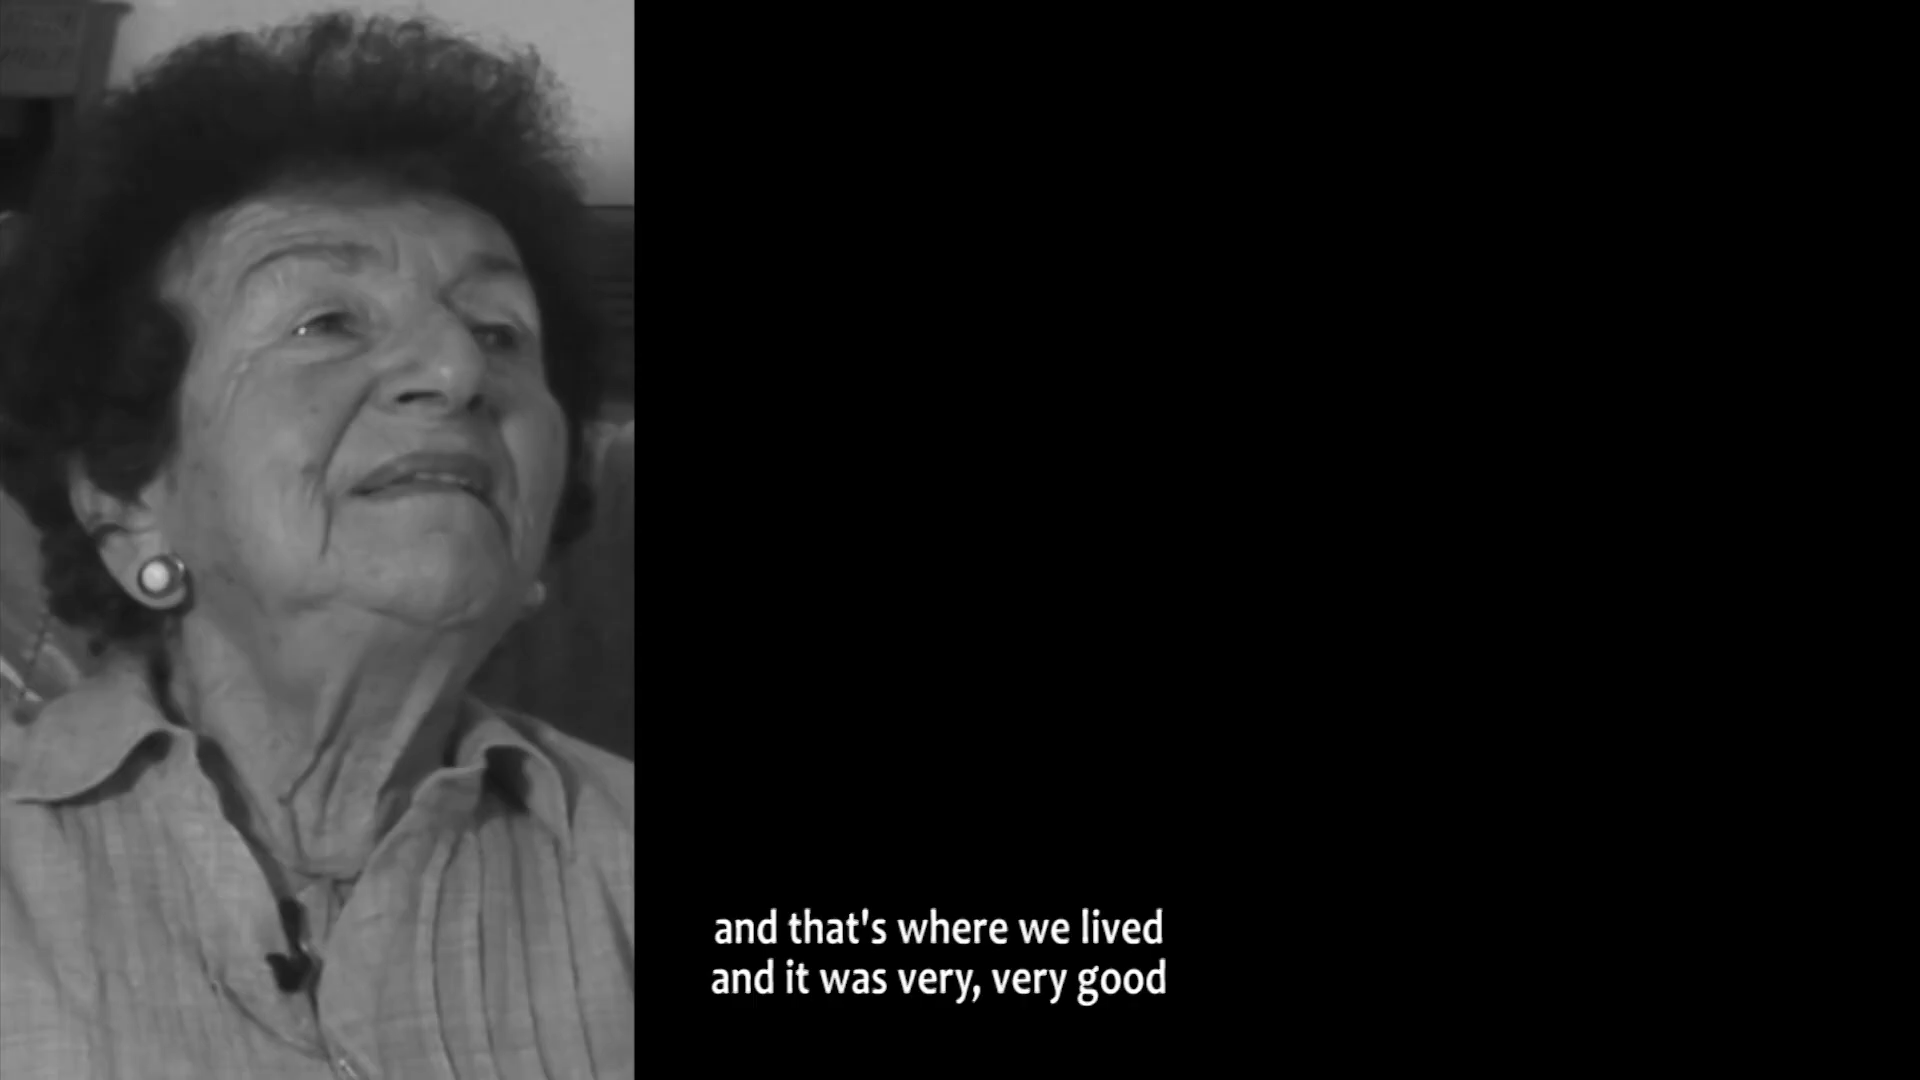 and that's where we lived
and it was very, very good